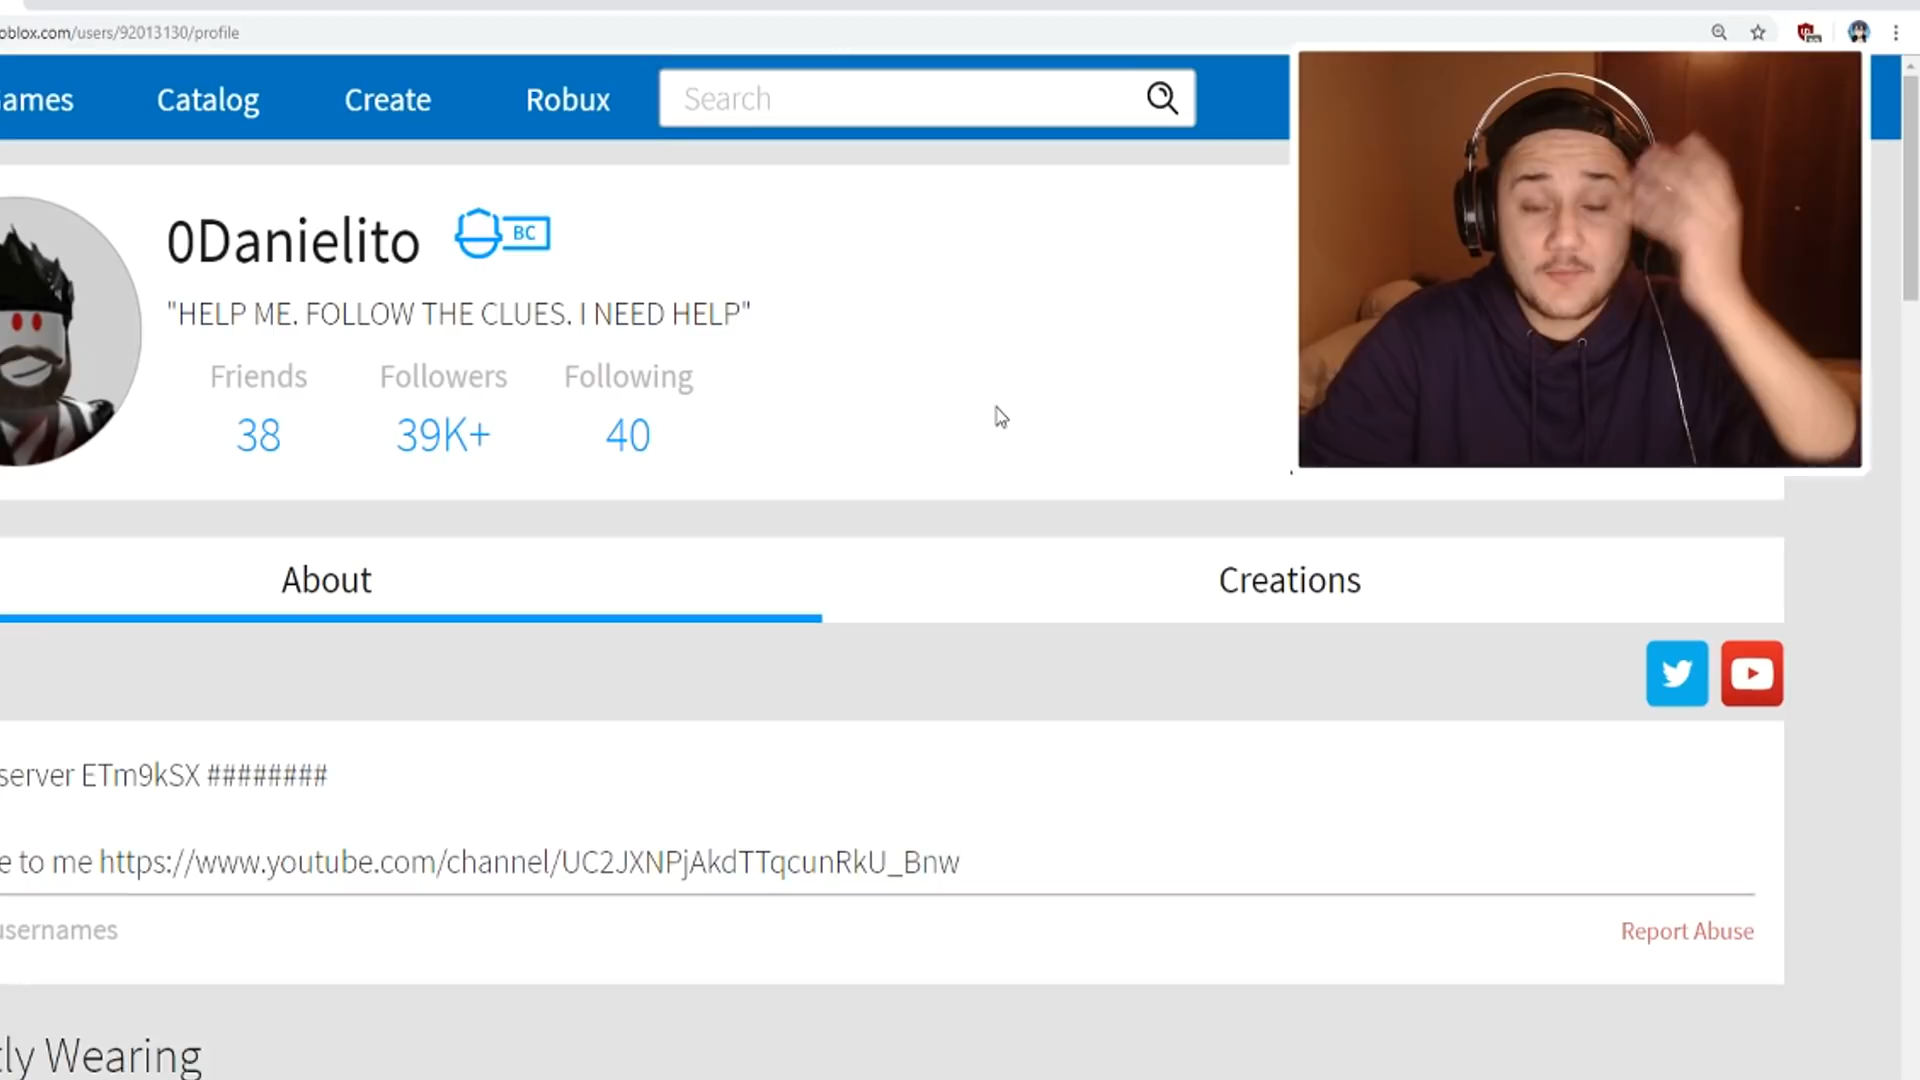 oblox.com/users/92013130/profile
ames Catalog Create Robux Search
0Danielito BC
"HELP ME. FOLLOW THE CLUES. I NEED HELP"
Friends Followers Following
38 39K+ 40
About Creations
server ETm9kSX ########
e to me https://www.youtube.com/channel/UC2JXNPjAkdTTqcunRkU_Bnw
usernames Report Abuse
tly Wearing